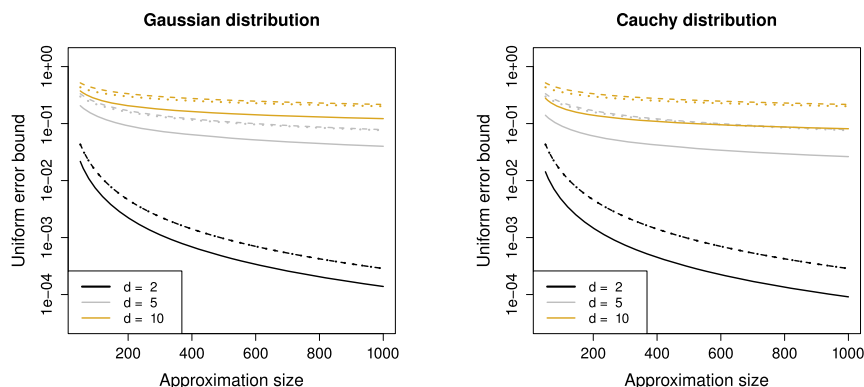 Gaussian distribution
Uniform error bound
1e+00
1e-01
1e-02
1e-03
1e-04
d = 2
d = 5
d = 10
200
400
600
800
1000
Approximation size
Cauchy distribution
Uniform error bound
1e+00
1e-01
1e-02
1e-03
1e-04
d = 2
d = 5
d = 10
200
400
600
800
1000
Approximation size